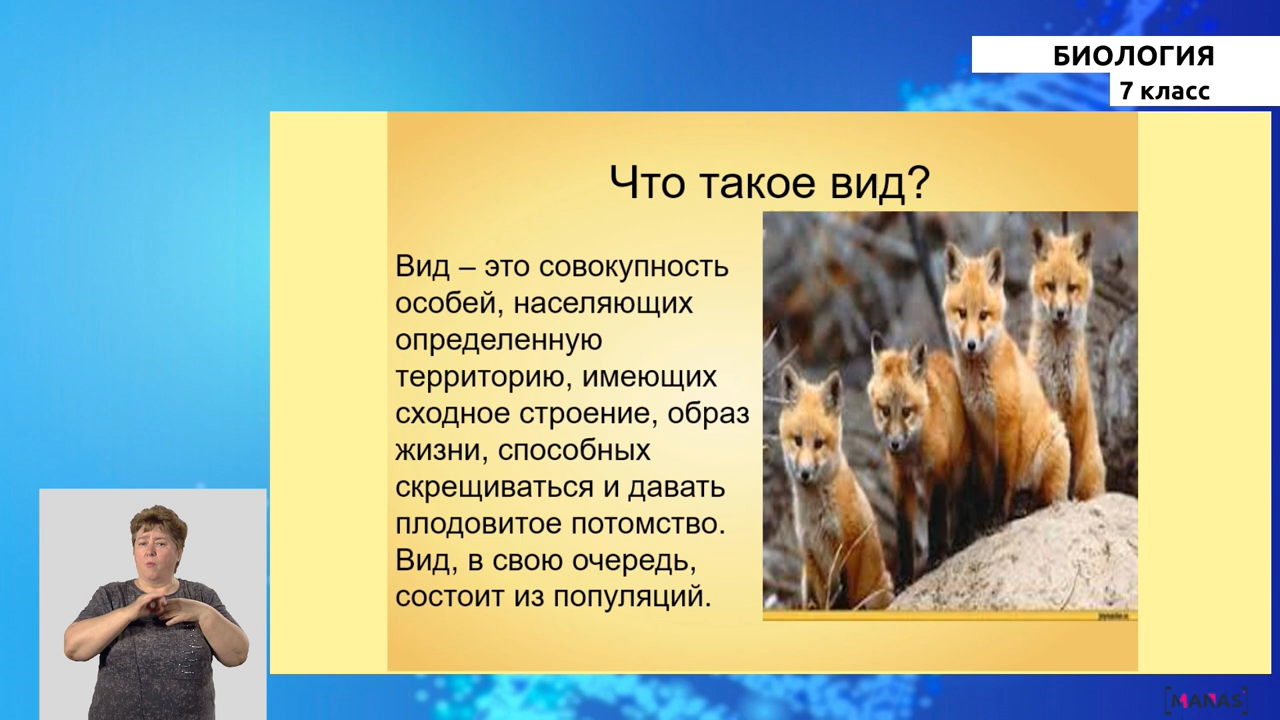 БИОЛОГИЯ
7 класс
Что такое вид?
Вид – это совокупность
особей, населяющих
определенную
территорию, имеющих
сходное строение, образ
жизни, способных
скрещиваться и давать
плодовитое потомство.
Вид, в свою очередь,
состоит из популяций.
[MANAS]